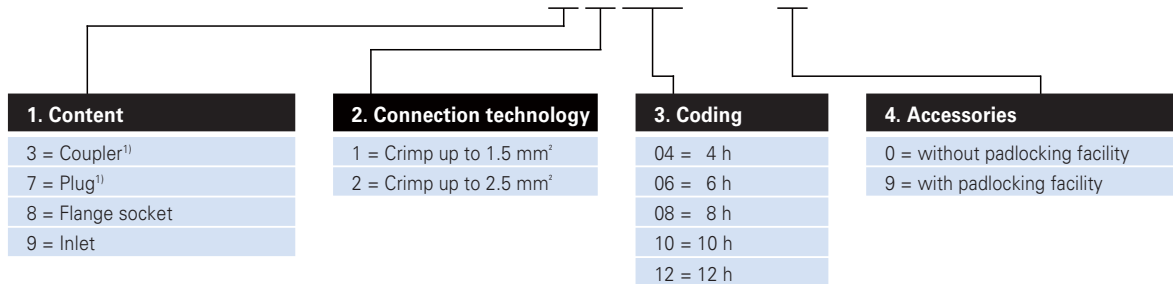 1. Content
3 = Coupler¹⁾
7 = Plug¹⁾
8 = Flange socket
9 = Inlet
2. Connection technology
1 = Crimp up to 1.5 mm²
2 = Crimp up to 2.5 mm²
3. Coding
04 = 4 h
06 = 6 h
08 = 8 h
10 = 10 h
12 = 12 h
4. Accessories
0 = without padlocking facility
9 = with padlocking facility